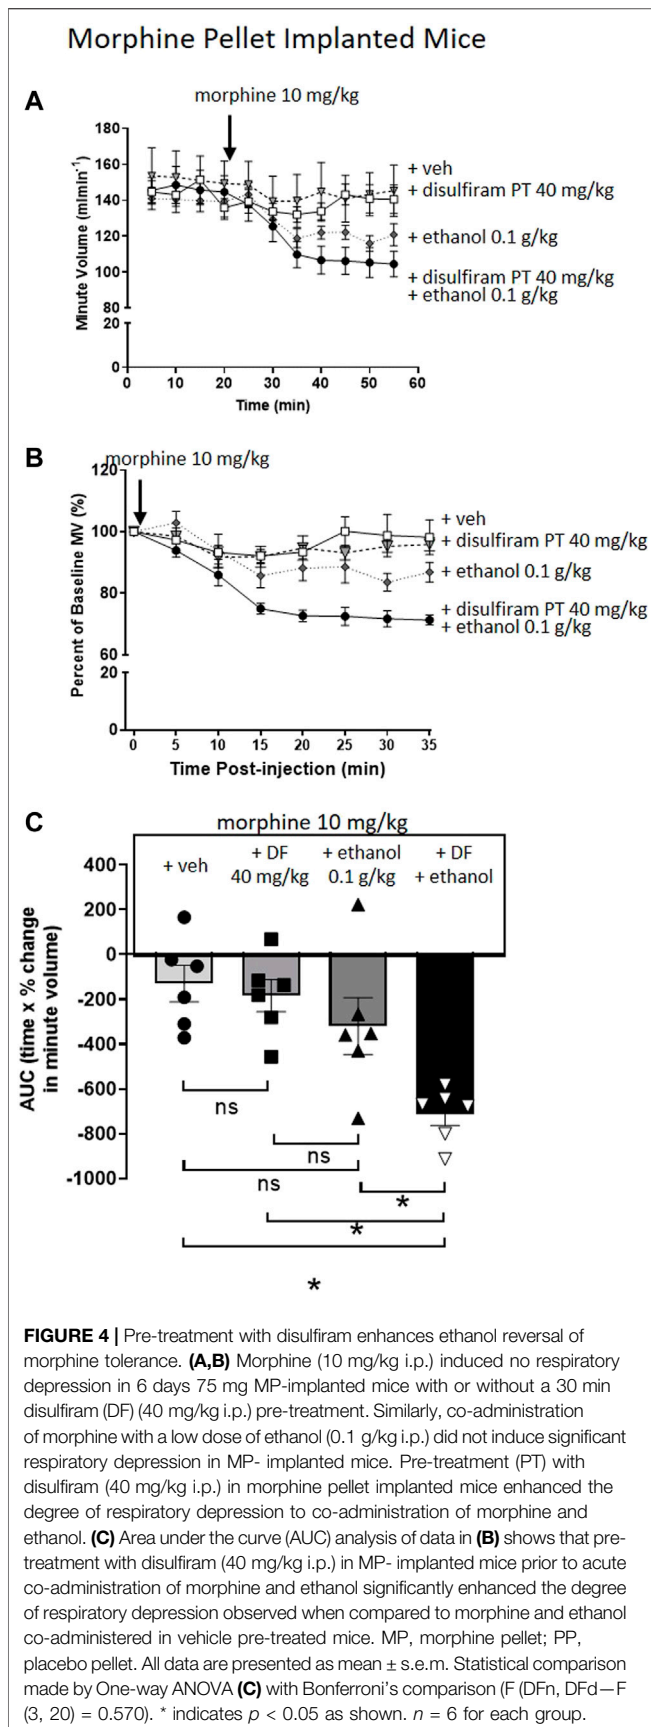 Morphine Pellet Implanted Mice
A
morphine 10 mg/kg
Minute Volume (mlmin⁻¹)
180
160
140
120
100
80
20
0
+ veh
+ disulfiram PT 40 mg/kg
+ ethanol 0.1 g/kg
+ disulfiram PT 40 mg/kg
+ ethanol 0.1 g/kg
0 10 20 30 40 50 60
Time (min)
B
morphine 10 mg/kg
Percent of Baseline MV (%)
120
100
80
60
20
0
+ veh
+ disulfiram PT 40 mg/kg
+ ethanol 0.1 g/kg
+ disulfiram PT 40 mg/kg
+ ethanol 0.1 g/kg
0 5 10 15 20 25 30 35
Time Post-injection (min)
C
morphine 10 mg/kg
+ veh
+ DF
40 mg/kg
+ ethanol
0.1 g/kg
+ DF
+ ethanol
AUC (time x % change
in minute volume)
400
200
0
-200
-400
-600
-800
-1000
ns
ns
ns
*
*
*
FIGURE 4 | Pre-treatment with disulfiram enhances ethanol reversal of
morphine tolerance. (A,B) Morphine (10 mg/kg i.p.) induced no respiratory
depression in 6 days 75 mg MP-implanted mice with or without a 30 min
disulfiram (DF) (40 mg/kg i.p.) pre-treatment. Similarly, co-administration
of morphine with a low dose of ethanol (0.1 g/kg i.p.) did not induce significant
respiratory depression in MP- implanted mice. Pre-treatment (PT) with
disulfiram (40 mg/kg i.p.) in morphine pellet implanted mice enhanced the
degree of respiratory depression to co-administration of morphine and
ethanol. (C) Area under the curve (AUC) analysis of data in (B) shows that pre-
treatment with disulfiram (40 mg/kg i.p.) in MP- implanted mice prior to acute
co-administration of morphine and ethanol significantly enhanced the degree
of respiratory depression observed when compared to morphine and ethanol
co-administered in vehicle pre-treated mice. MP, morphine pellet; PP,
placebo pellet. All data are presented as mean ± s.e.m. Statistical comparison
made by One-way ANOVA (C) with Bonferroni's comparison (F (DFn, DFd—F
(3, 20) = 0.570). * indicates p < 0.05 as shown. n = 6 for each group.